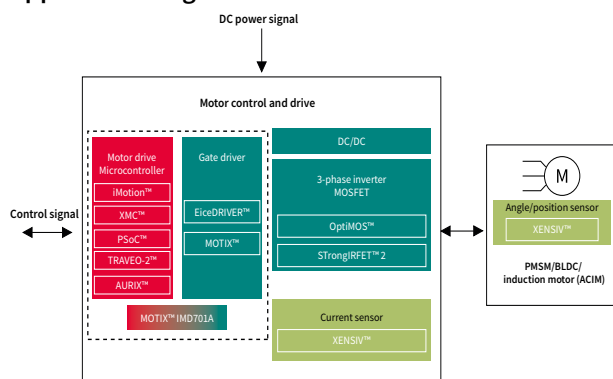 DC power signal
Motor control and drive
Motor drive
Microcontroller
iMotion™
XMC™
PSoC™
TRAVEO-2™
AURIX™
Gate driver
EiceDRIVER™
MOTIX™
MOTIX™ IMD701A
DC/DC
3-phase inverter
MOSFET
OptiMOS™
STrongIRFET™ 2
Current sensor
XENSIV™
Control signal
M
Angle/position sensor
XENSIV™
PMSM/BLDC/
induction motor (ACIM)